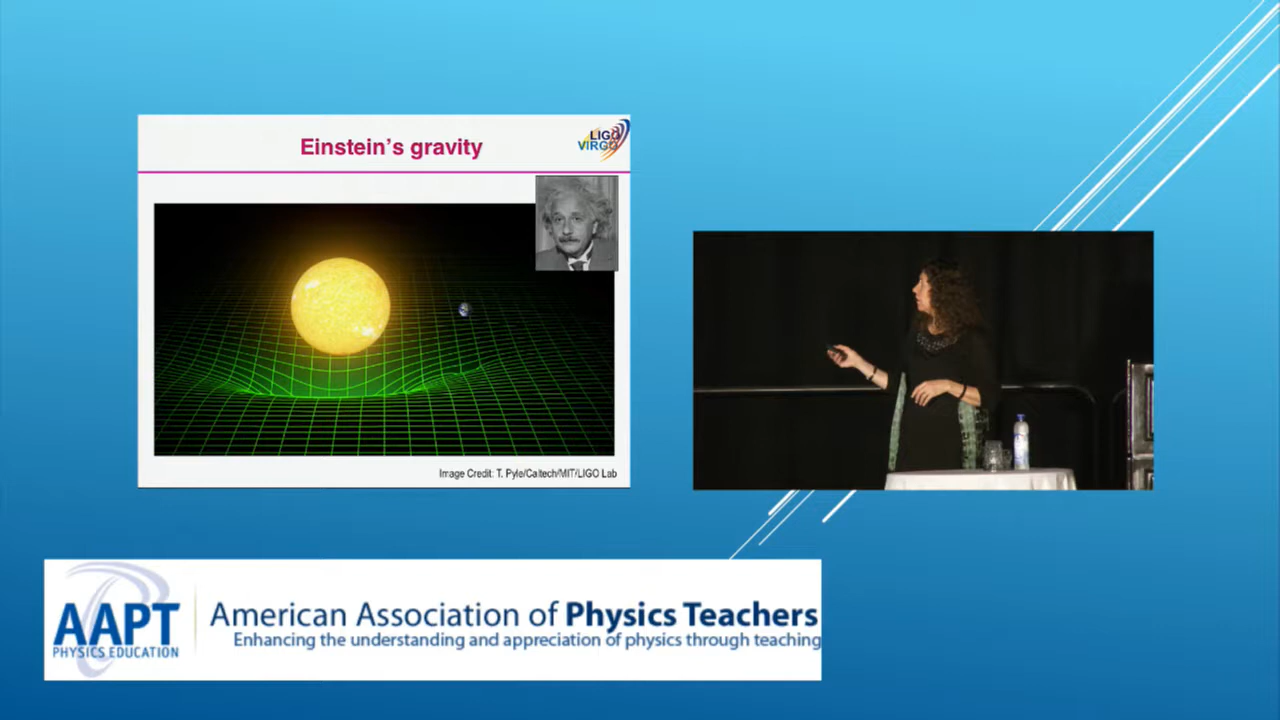 Einstein's gravity
LIGO
VIRGO
Image Credit: T. Pyle/Caltech/MIT/LIGO Lab
AAPT
PHYSICS EDUCATION
American Association of Physics Teachers
Enhancing the understanding and appreciation of physics through teaching